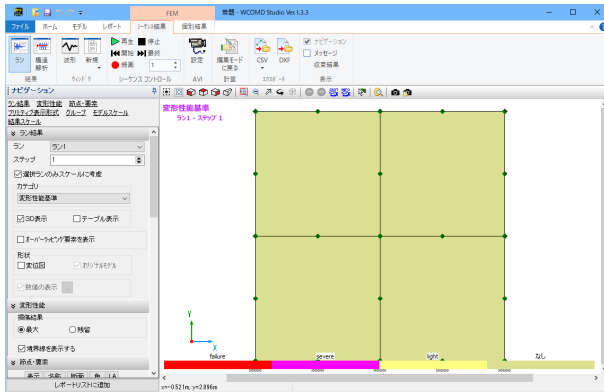 FEM
無題 - WCOMD Studio Ver1.3.3
ファイル ホーム モデル レポート シーケンス結果 個別結果
ラン 構造解析 波形 新規 再生 停止 開始 最終 録画 1 設定 編集モードに戻る CSV DXF ナビゲーション メッセージ 収束結果
結果 ウィンドウ シーケンスコントロール AVI 計算 エクスポート 表示
ナビゲーション
ラン結果 変形性能 節点・要素
プリミティブ表示形式 グループ モデルスケール
結果スケール
ラン結果
ラン ラン1
ステップ 1
選択ランのみスケールに考慮
カテゴリ
変形性能基準
3D表示 テーブル表示
オーバーラッピング要素を表示
形状
変位図 オリジナルモデル
数値の表示 ...
変形性能
損傷結果
最大 残留
境界線を表示する
節点・要素
表示 名称 断面 色 LA
レポートリストに追加
変形性能基準
ラン1 - ステップ 1
Y
X
failure severe light なし
x=-0.521m, y=2.096m